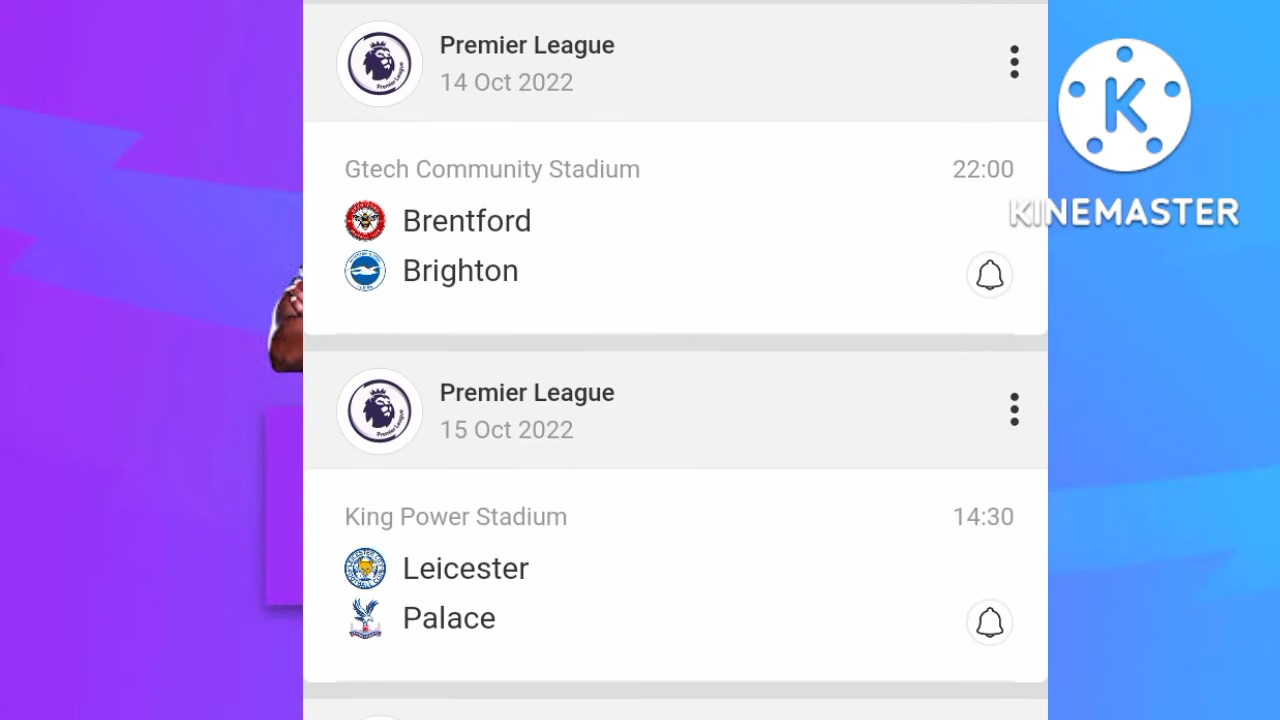 Premier League
14 Oct 2022
Gtech Community Stadium 22:00
KINEMASTER
Brentford
Brighton
Premier League
15 Oct 2022
King Power Stadium 14:30
Leicester
Palace